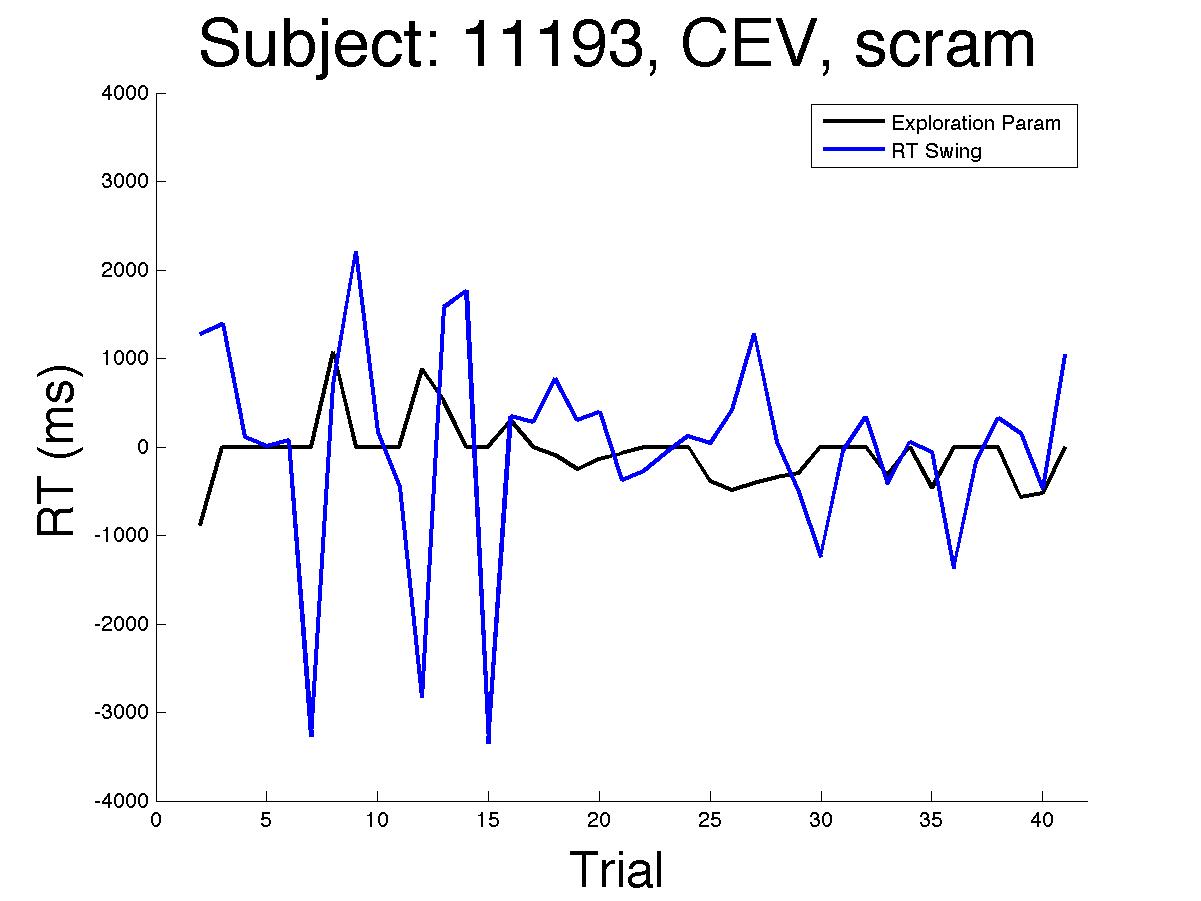 Subject: 11193, CEV, scram
4000
3000
2000
1000
0
-1000
-2000
-3000
-4000
RT (ms)
Exploration Param
RT Swing
0 5 10 15 20 25 30 35 40
Trial